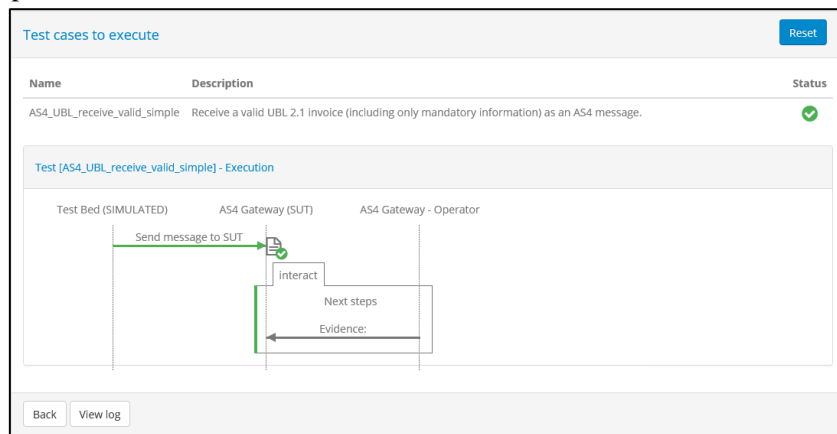 Test cases to execute
Reset
Name Description Status
AS4_UBL_receive_valid_simple Receive a valid UBL 2.1 invoice (including only mandatory information) as an AS4 message.
Test [AS4_UBL_receive_valid_simple] - Execution
Test Bed (SIMULATED) AS4 Gateway (SUT) AS4 Gateway - Operator
Send message to SUT
interact
Next steps
Evidence:
Back View log